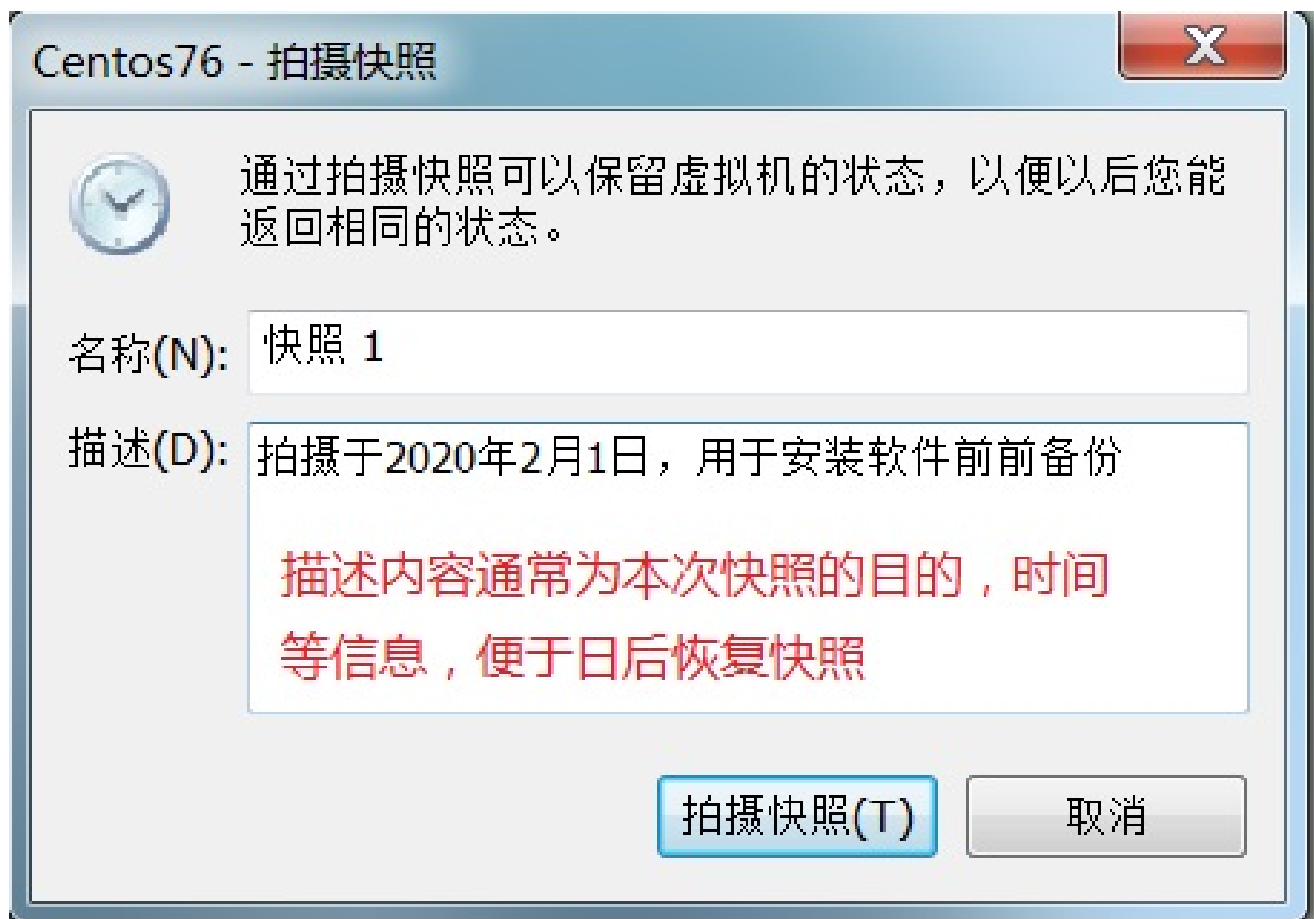 Centos76 - 拍摄快照
通过拍摄快照可以保留虚拟机的状态，以便以后您能
返回相同的状态。
名称(N): 快照 1
描述(D): 拍摄于2020年2月1日，用于安装软件前前备份
描述内容通常为本次快照的目的，时间
等信息，便于日后恢复快照
拍摄快照(T) 取消